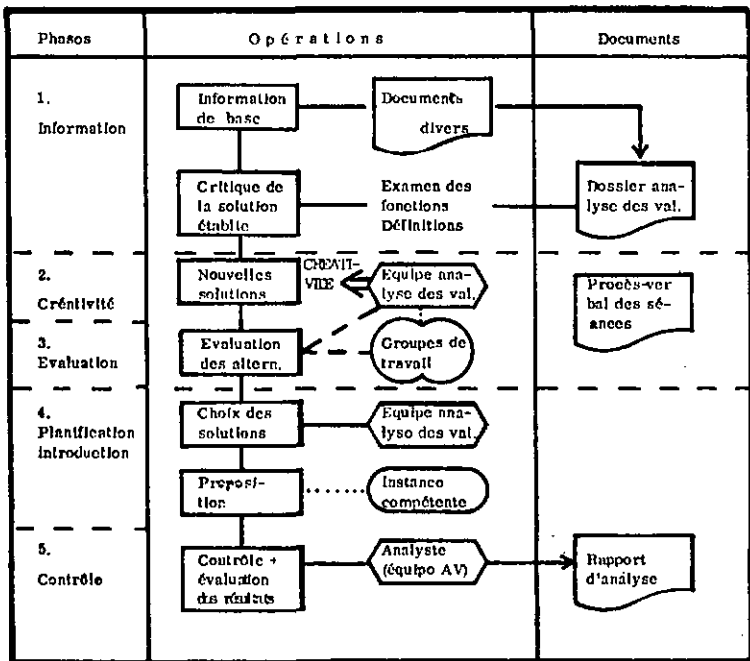 Phases
Opérations
Documents
1.
Information
Information
de base
Documents
divers
Critique de
la solution
établie
Examen des
fonctions
Définitions
Dossier ana-
lyse des val.
2.
Créativité
Nouvelles
solutions
CREATI-
VITE
Equipe ana-
lyse des val.
Procès-ver
bal des sé-
ances
3.
Evaluation
Evaluation
des altern.
Groupes de
travail
4.
Planification
introduction
Choix des
solutions
Equipe ana-
lyse des val.
Proposi-
tion
Instance
compétente
5.
Contrôle
Contrôle +
évaluation
des résultats
Analyste
(équipe AV)
Rapport
d'analyse